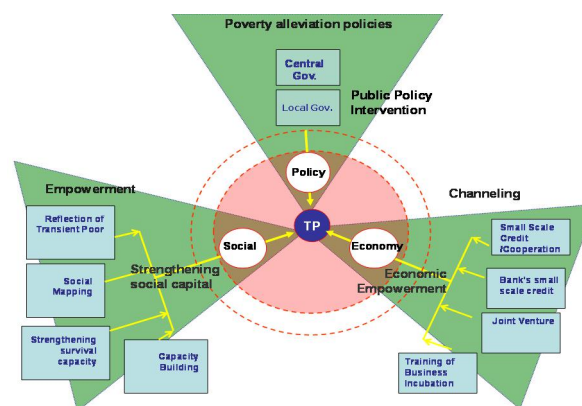 Poverty alleviation policies
Central
Gov.
Local Gov.
Public Policy
Intervention
Policy
Empowerment
Channeling
Reflection of
Transient Poor
Social
Mapping
Strengthening
survival
capacity
Capacity
Building
Strengthening
social capital
Social
TP
Economy
Economic
Empowerment
Small Scale
Credit
/Cooperation
Bank's small
scale credit
Joint Venture
Training of
Business
Incubation